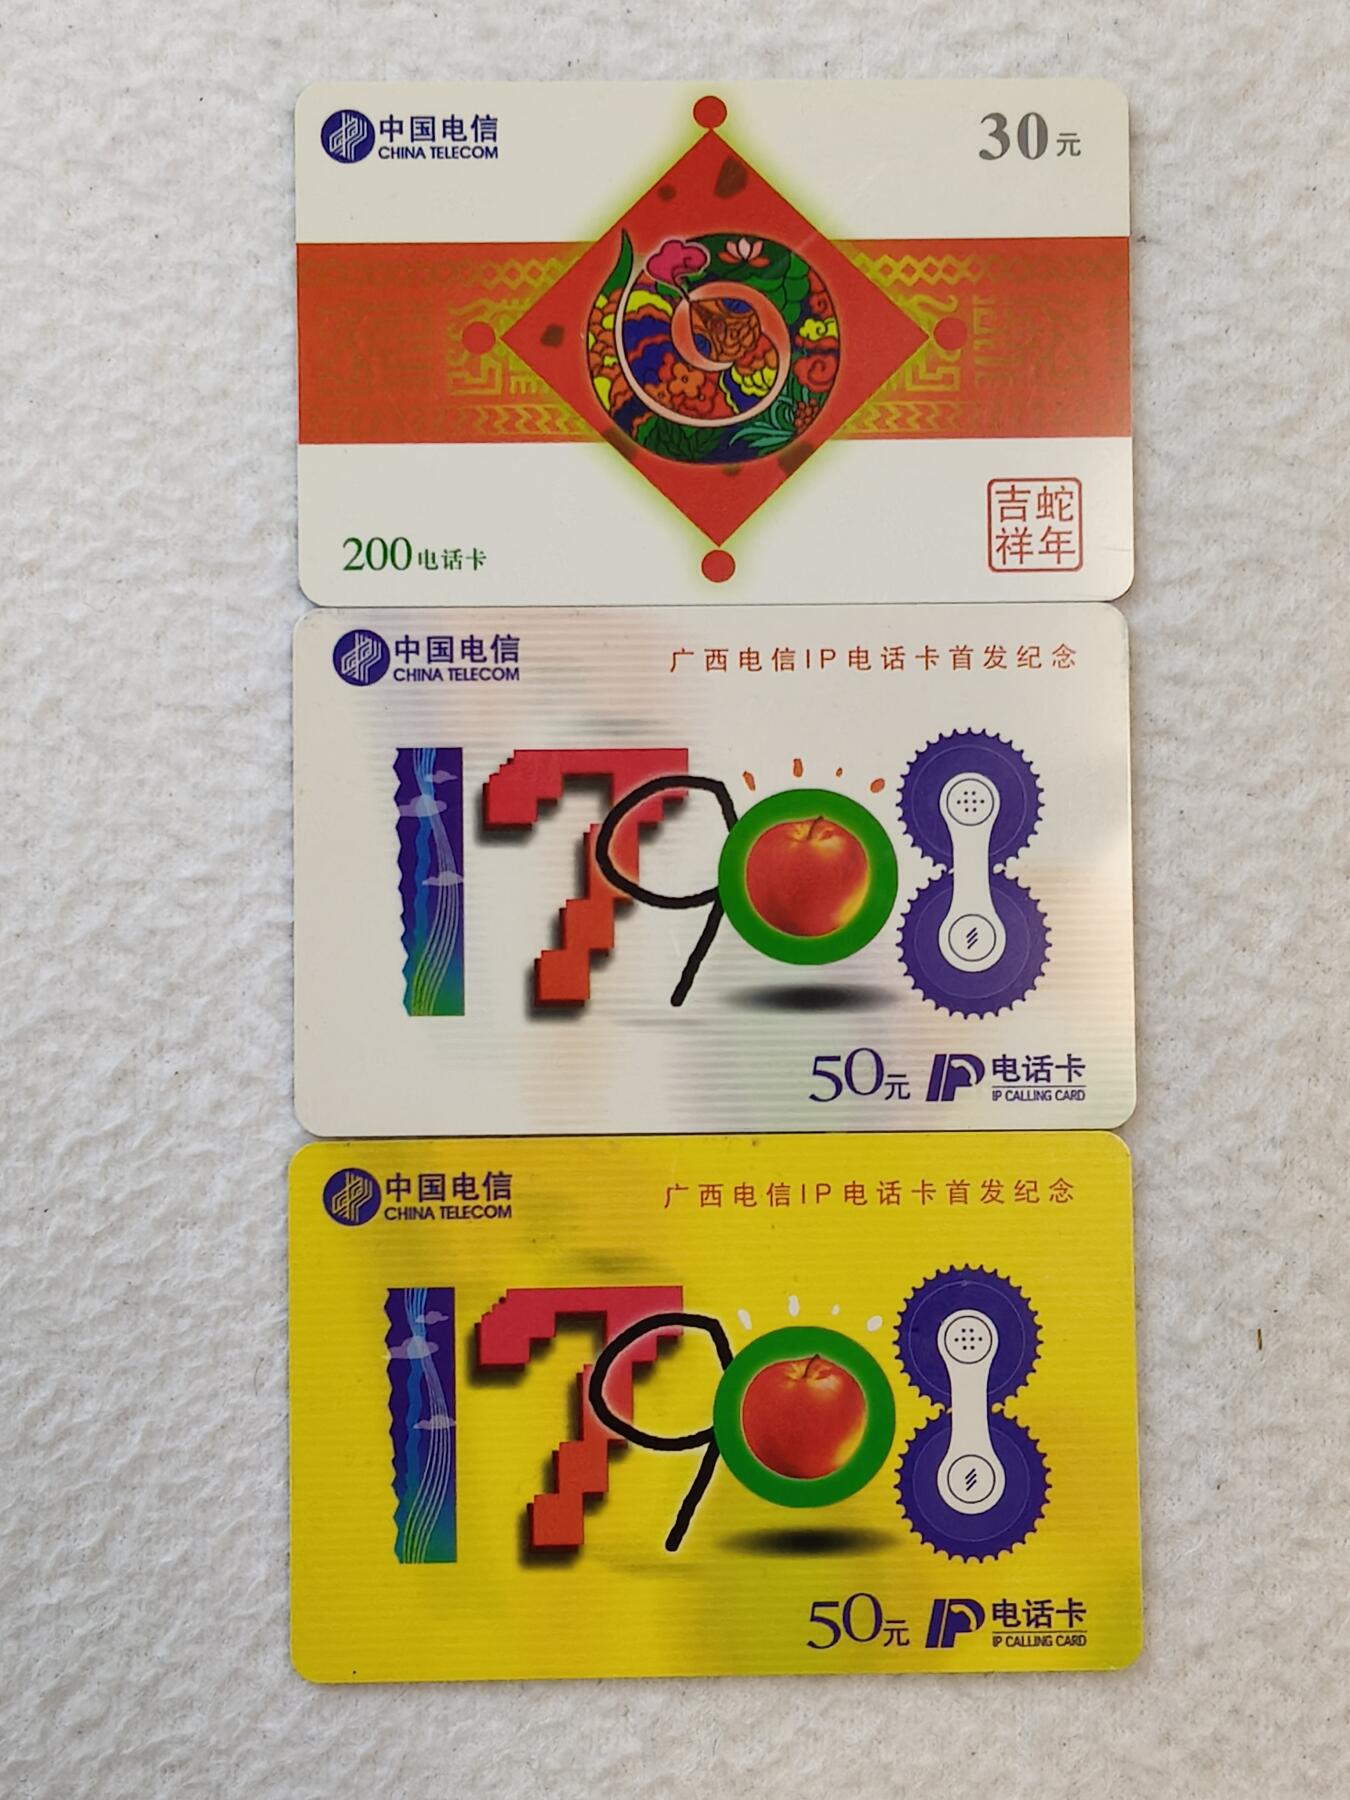 中国电信
CHINA TELECOM
30元
200电话卡
吉蛇
祥年
中国电信
CHINA TELECOM
广西电信IP电话卡首发纪念
17908
50元 IP 电话卡
IP CALLING CARD
中国电信
CHINA TELECOM
广西电信IP电话卡首发纪念
17908
50元 IP 电话卡
IP CALLING CARD